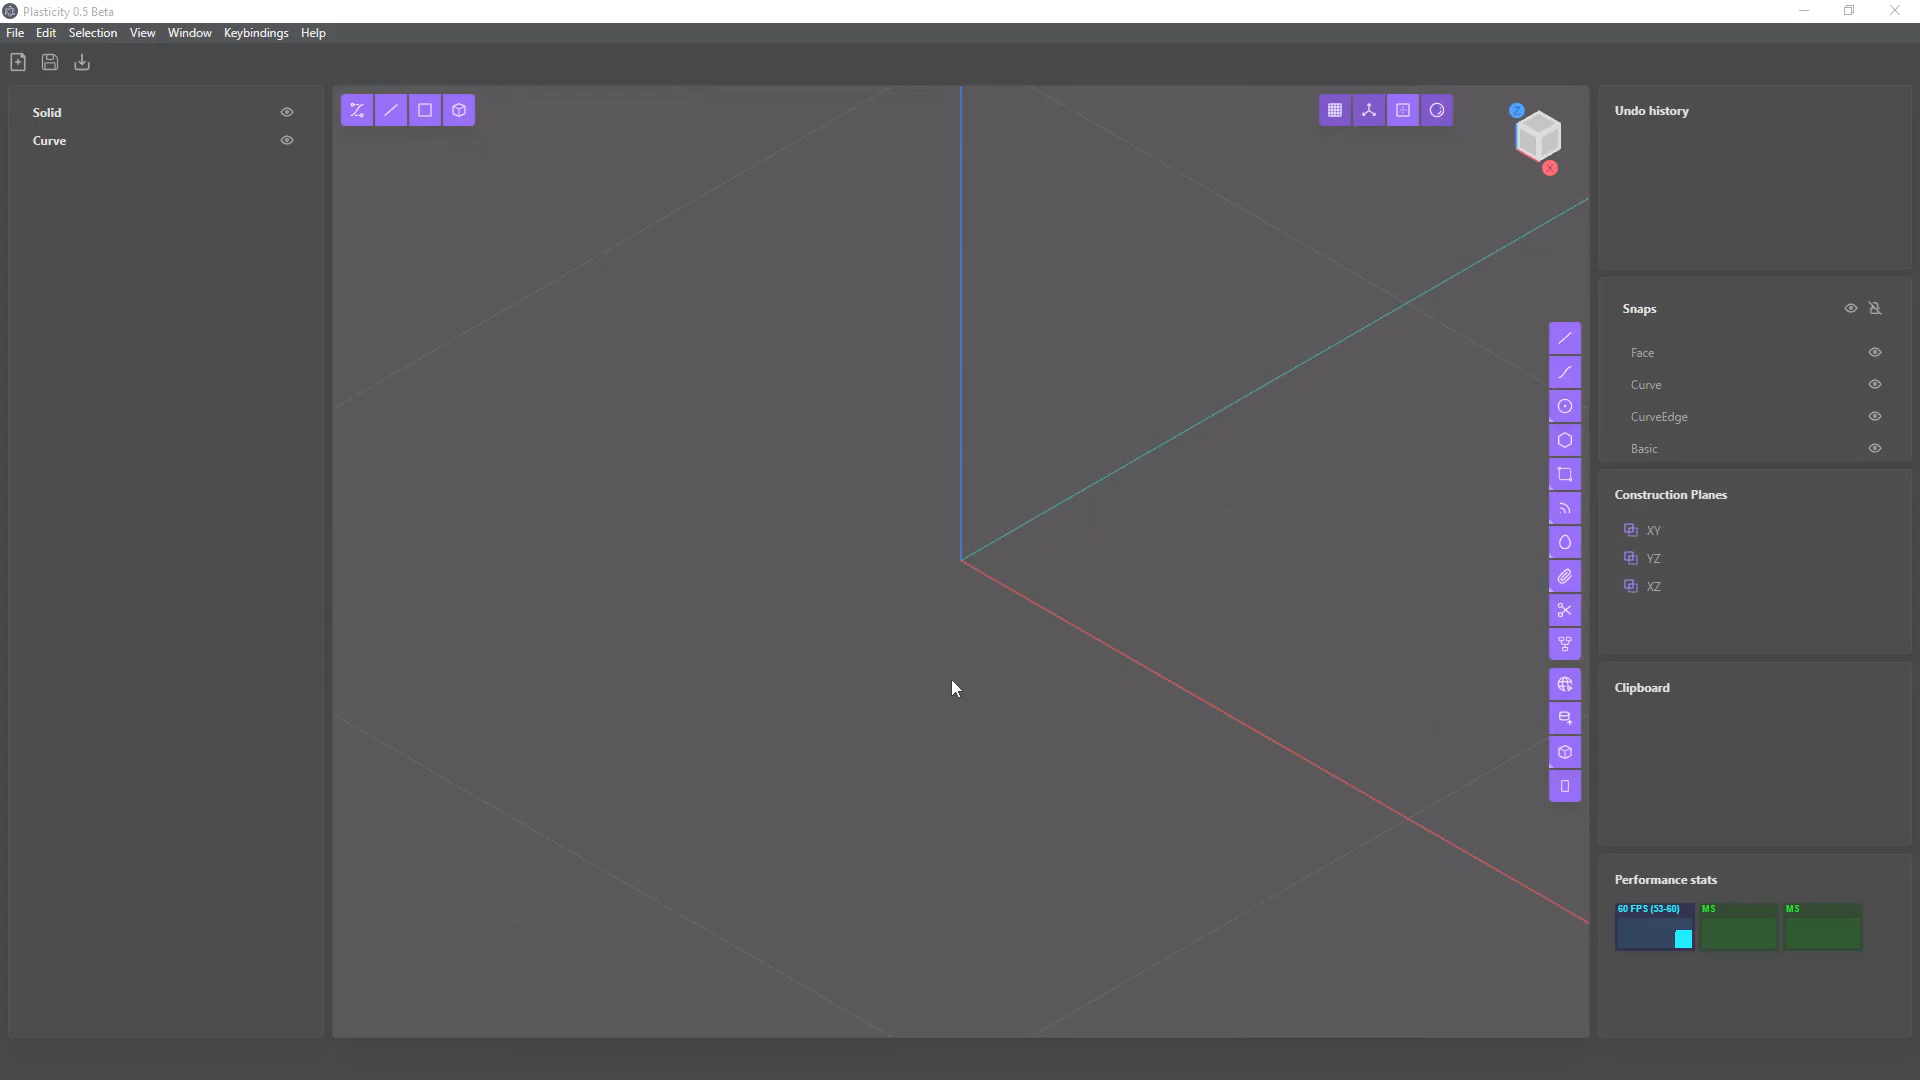 Plasticity 0.5 Beta
File Edit Selection View Window Keybindings Help
Solid
Curve
Z
X
Undo history
Snaps
Face
Curve
CurveEdge
Basic
Construction Planes
XY
YZ
XZ
Clipboard
Performance stats
60 FPS (53-60) MS MS